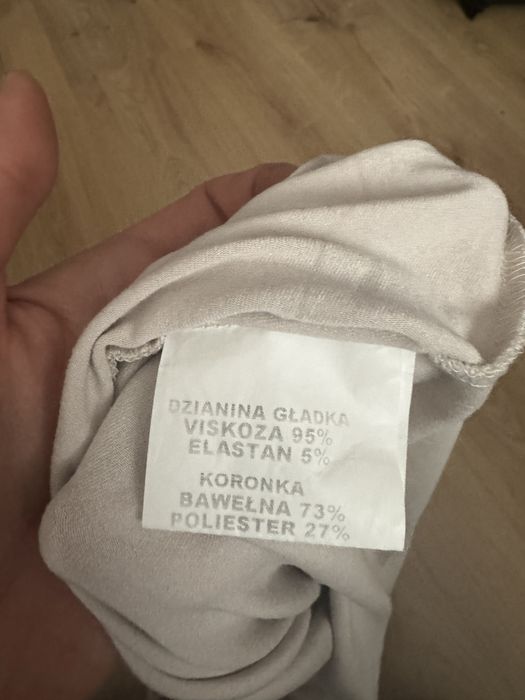 DZIANINA GŁADKA
VISKOZA 95%
ELASTAN 5%
KORONKA
BAWEŁNA 73%
POLIESTER 27%